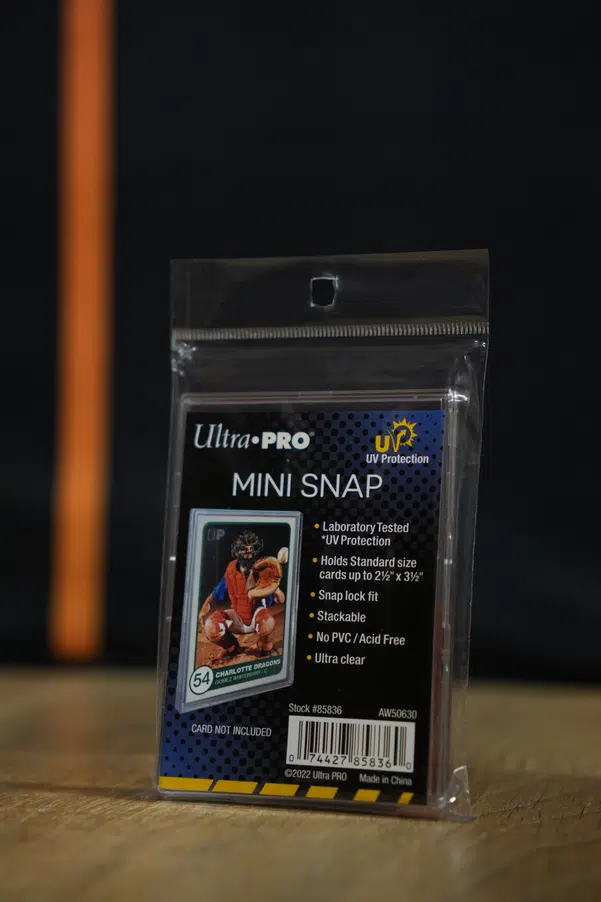 Ultra•PRO
UV
UV Protection
MINI SNAP
• Laboratory Tested
*UV Protection
• Holds Standard size
cards up to 2½" x 3½"
• Snap lock fit
• Stackable
• No PVC / Acid Free
• Ultra clear
UP
54
CHARLOTTE DRAGONS
Stock #85836
AW50630
CARD NOT INCLUDED
0 74427 85836 0
©2022 Ultra PRO
Made in China